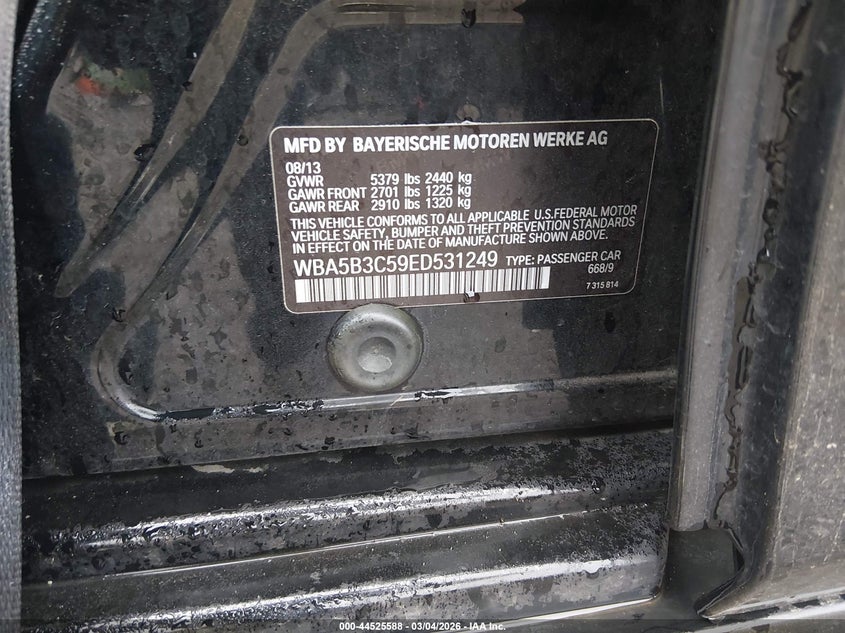 MFD BY BAYERISCHE MOTOREN WERKE AG
08/13
GVWR 5379 lbs 2440 kg
GAWR FRONT 2701 lbs 1225 kg
GAWR REAR 2910 lbs 1320 kg
THIS VEHICLE CONFORMS TO ALL APPLICABLE U.S.FEDERAL MOTOR
VEHICLE SAFETY, BUMPER AND THEFT PREVENTION STANDARDS
IN EFFECT ON THE DATE OF MANUFACTURE SHOWN ABOVE.
WBA5B3C59ED531249 TYPE: PASSENGER CAR
668/9
7 315 814
000-44525588 - 03/04/2026 - IAA Inc.